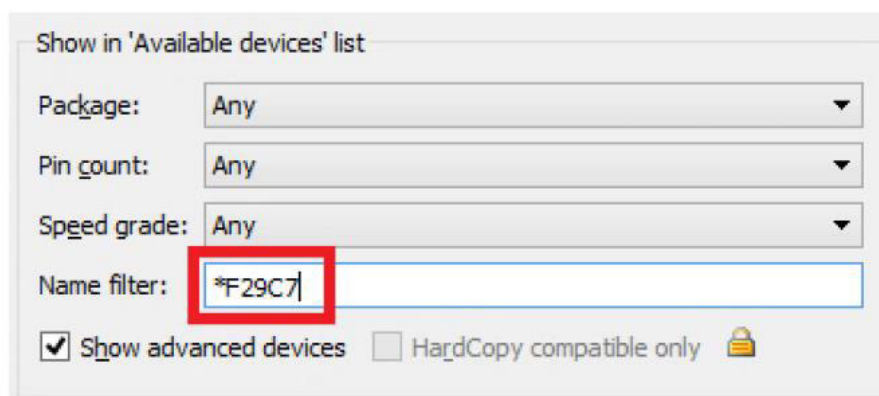 Show in 'Available devices' list
Package: Any
Pin count: Any
Speed grade: Any
Name filter: *F29C7
Show advanced devices HardCopy compatible only